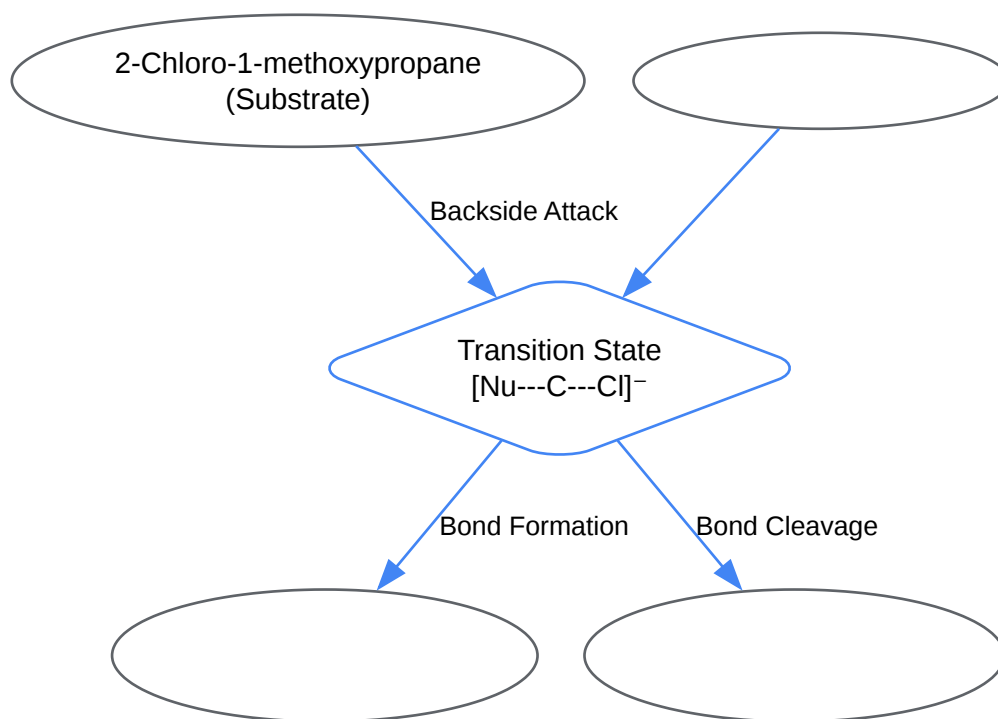 2-Chloro-1-methoxypropane
(Substrate)
Backside Attack
Transition State
[Nu---C---Cl]⁻
Bond Formation
Bond Cleavage